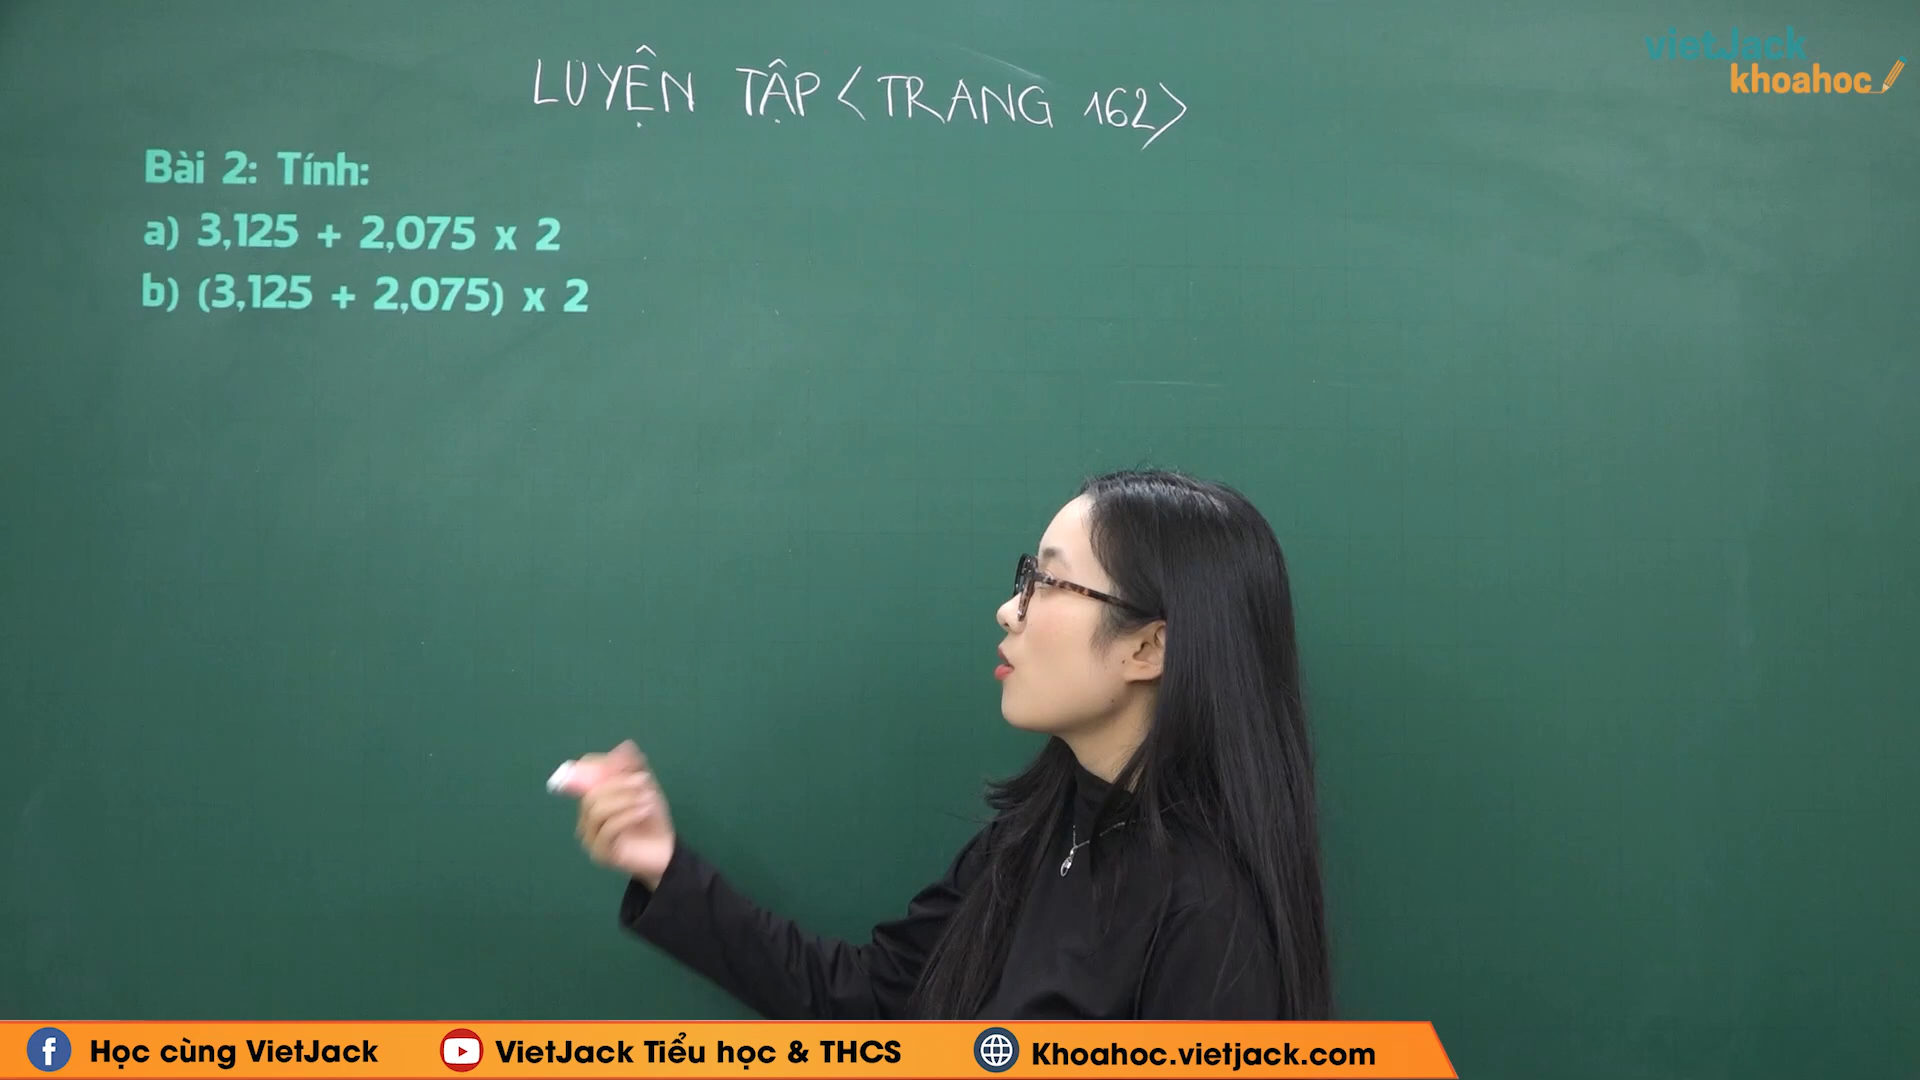 vietJack
khoahoc
LUYỆN TẬP <TRANG 162>
Bài 2: Tính:
a) 3,125 + 2,075 x 2
b) (3,125 + 2,075) x 2
Học cùng VietJack
VietJack Tiểu học & THCS
Khoahoc.vietjack.com